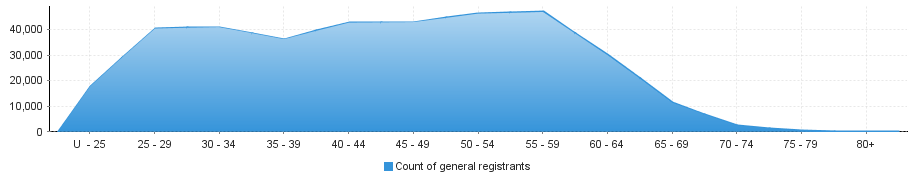 40,000
30,000
20,000
10,000
0
U - 25 25 - 29 30 - 34 35 - 39 40 - 44 45 - 49 50 - 54 55 - 59 60 - 64 65 - 69 70 - 74 75 - 79 80+
Count of general registrants